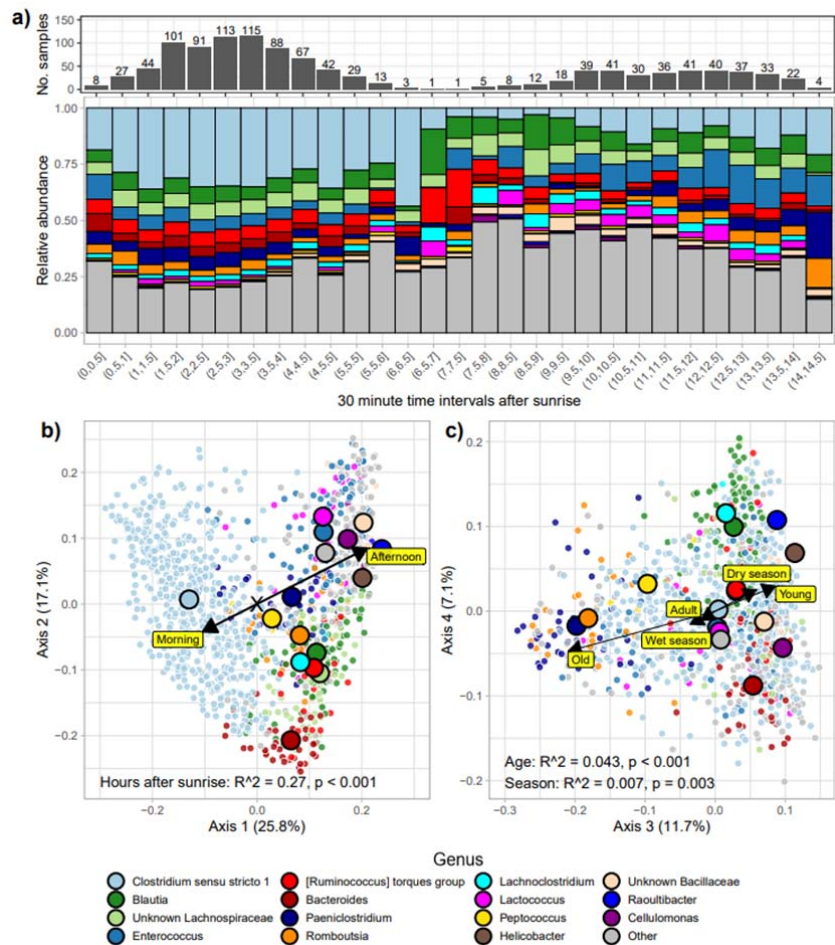 a)
No. samples
150
100
50
0
8 27 44 101 91 113 115 88 67 42 29 13 3 1 1 5 8 12 18 39 41 30 36 41 40 37 33 22 4
Relative abundance
1.00
0.75
0.50
0.25
0.00
(0,0.5] (0.5,1] (1,1.5] (1.5,2] (2,2.5] (2.5,3] (3,3.5] (3.5,4] (4,4.5] (4.5,5] (5,5.5] (5.5,6] (6,6.5] (6.5,7] (7,7.5] (7.5,8] (8,8.5] (8.5,9] (9,9.5] (9.5,10] (10,10.5] (10.5,11] (11,11.5] (11.5,12] (12,12.5] (12.5,13] (13,13.5] (13.5,14] (14,14.5]
30 minute time intervals after sunrise
b)
Axis 2 (17.1%)
0.2
0.1
0.0
−0.1
−0.2
Afternoon
X
Morning
Hours after sunrise: R^2 = 0.27, p < 0.001
−0.2 0.0 0.2
Axis 1 (25.8%)
c)
Axis 4 (7.1%)
0.2
0.1
0.0
−0.1
−0.2
Dry season
Young
Adult
Wet season
Old
Age: R^2 = 0.043, p < 0.001
Season: R^2 = 0.007, p = 0.003
−0.3 −0.2 −0.1 0.0 0.1
Axis 3 (11.7%)
Genus
Clostridium sensu stricto 1 [Ruminococcus] torques group Lachnoclostridium Unknown Bacillaceae
Blautia Bacteroides Lactococcus Raoultibacter
Unknown Lachnospiraceae Paeniclostridium Peptococcus Cellulomonas
Enterococcus Romboutsia Helicobacter Other